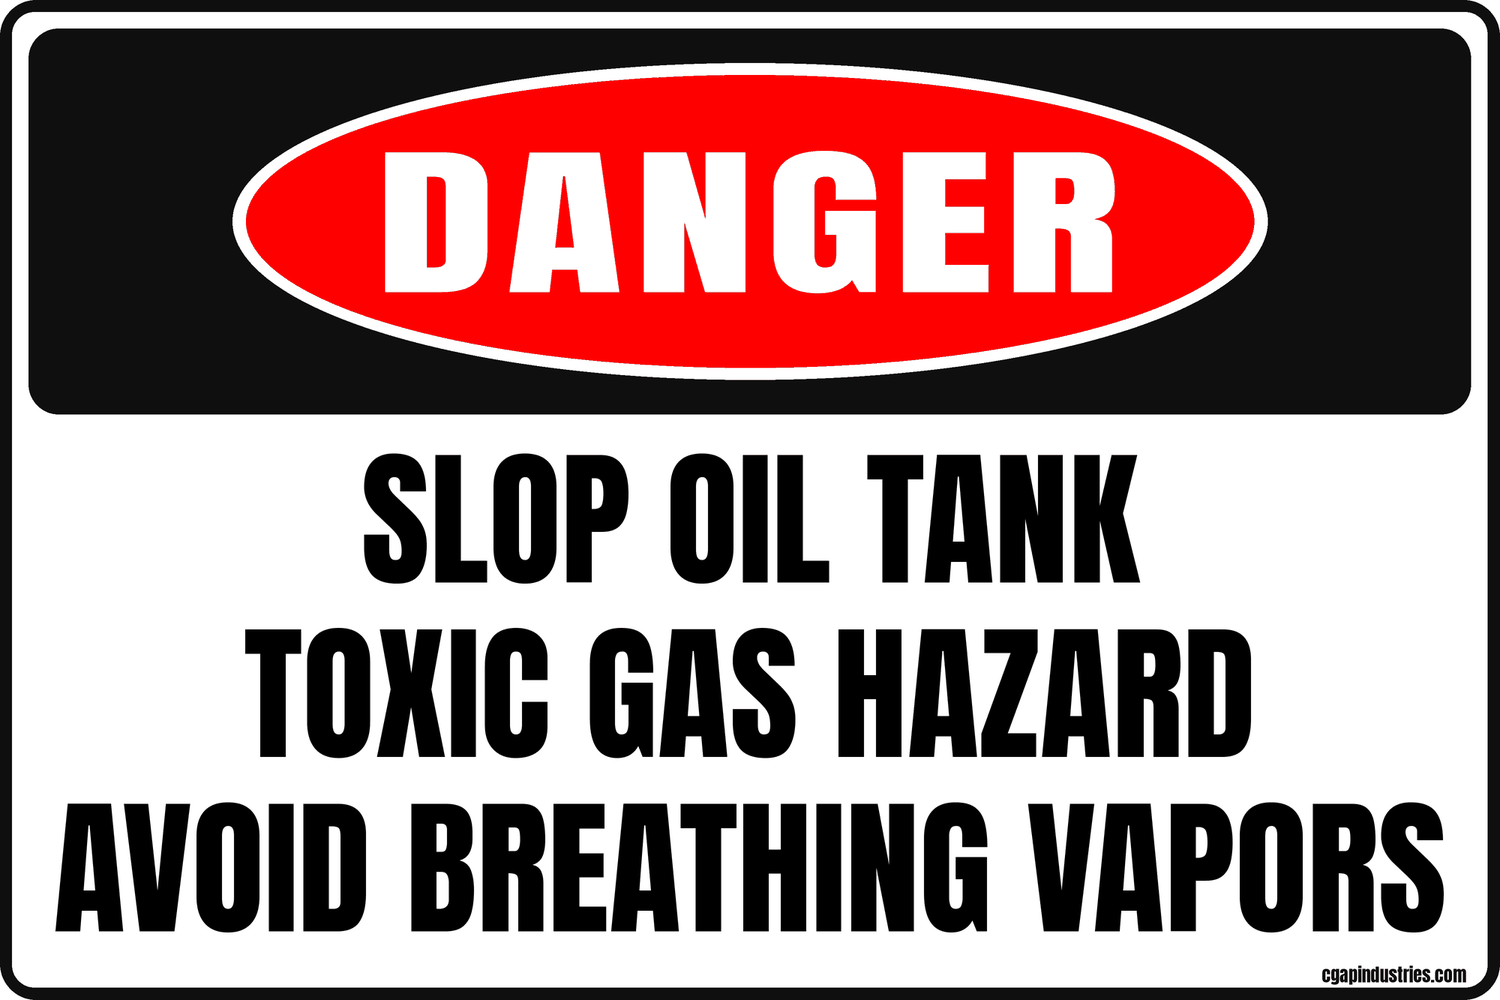 DANGER
SLOP OIL TANK
TOXIC GAS HAZARD
AVOID BREATHING VAPORS
cgapindustries.com